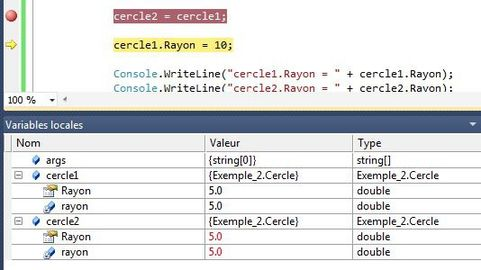 cercle2 = cercle1;
cercle1.Rayon = 10;
Console.WriteLine("cercle1.Rayon = " + cercle1.Rayon);
Console.WriteLine("cercle2.Rayon = " + cercle2.Rayon);
100 %
Variables locales
Nom Valeur Type
args {string[0]} string[]
cercle1 {Exemple_2.Cercle} Exemple_2.Cercle
Rayon 5.0 double
rayon 5.0 double
cercle2 {Exemple_2.Cercle} Exemple_2.Cercle
Rayon 5.0 double
rayon 5.0 double